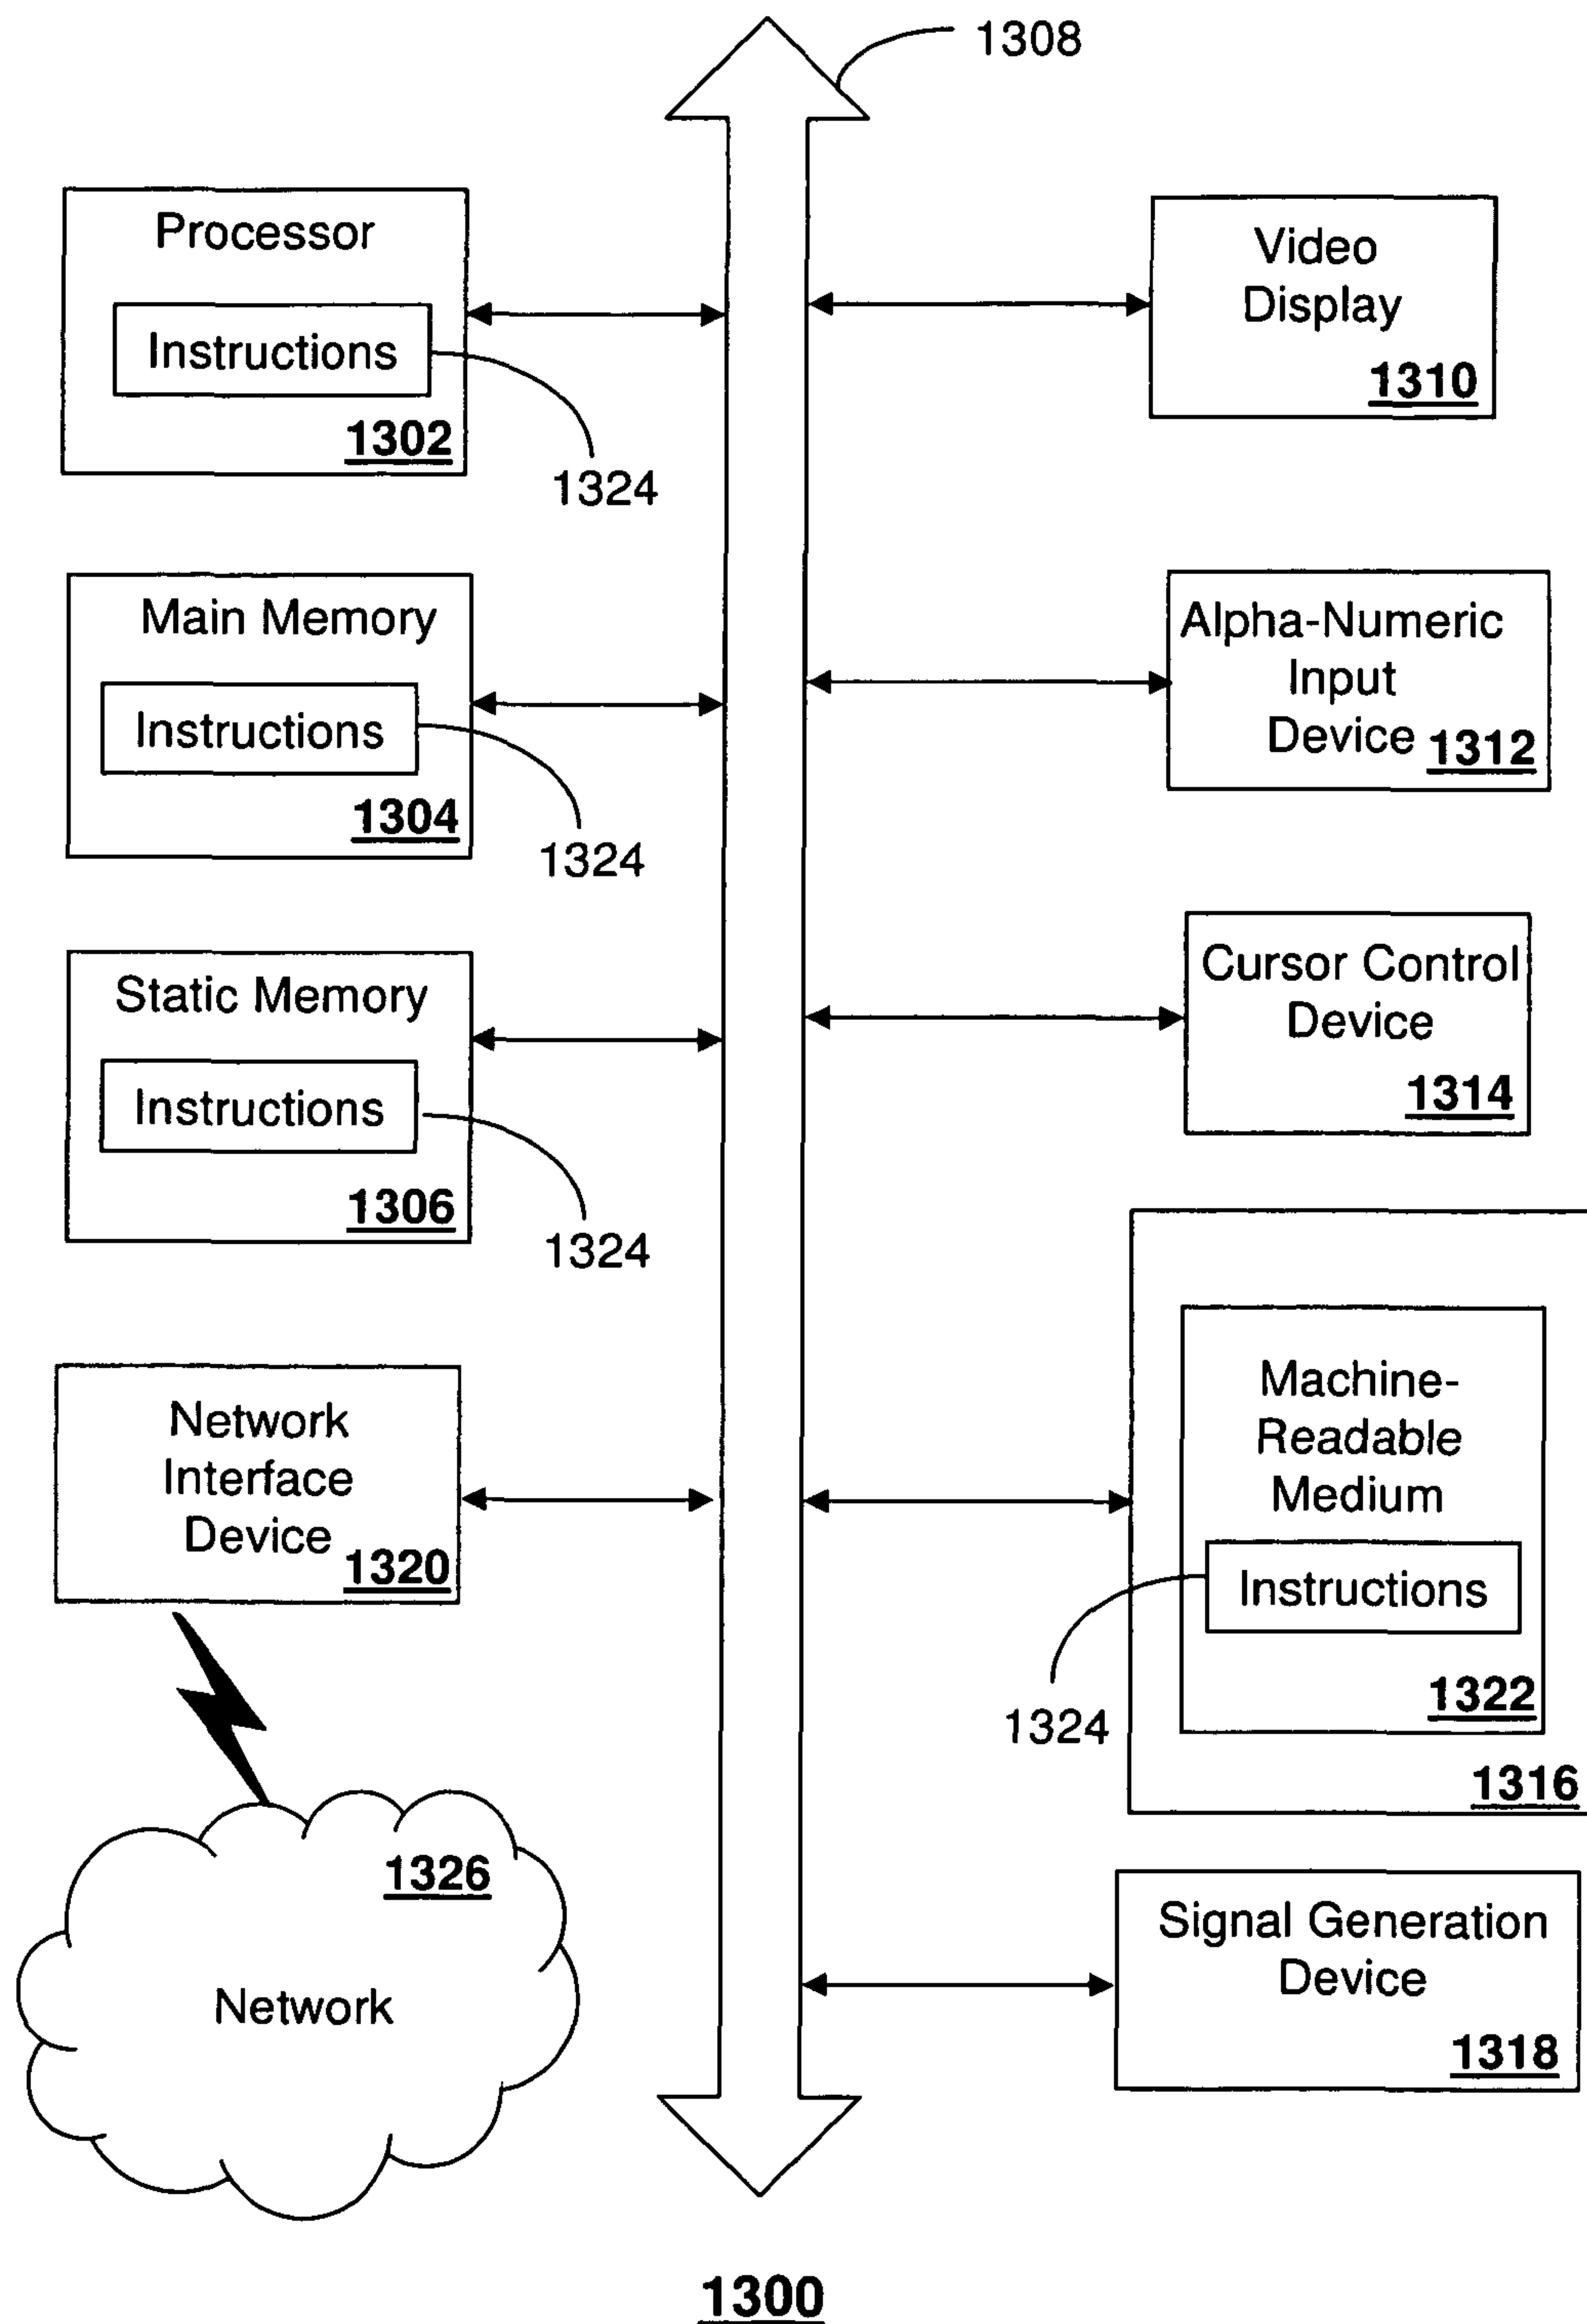 1308
Processor
Instructions
1302
1324
Video
Display
1310
Main Memory
Instructions
1304
1324
Alpha-Numeric
Input
Device 1312
Static Memory
Instructions
1306
1324
Cursor Control
Device
1314
Network
Interface
Device
1320
Machine-
Readable
Medium
Instructions
1322
1324
1316
1326
Network
Signal Generation
Device
1318
1300